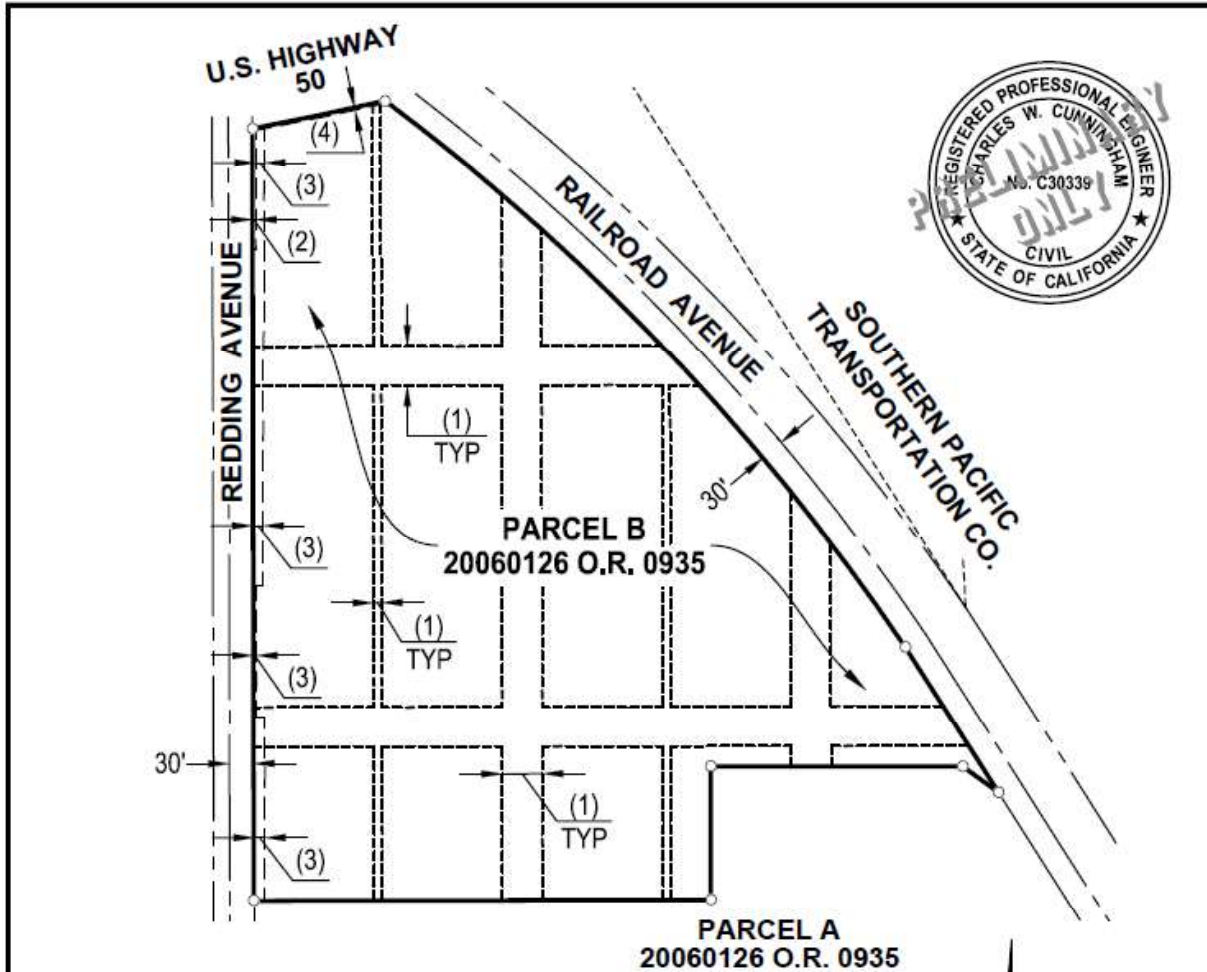 U.S. HIGHWAY
50
REGISTERED PROFESSIONAL ENGINEER
CHARLES W. CUNNINGHAM
No. C30339
CIVIL
STATE OF CALIFORNIA
PRELIMINARY
ONLY
(4)
(3)
(2)
REDDING AVENUE
RAILROAD AVENUE
SOUTHERN PACIFIC
TRANSPORTATION CO.
(1)
TYP
30'
PARCEL B
20060126 O.R. 0935
(3)
(1)
TYP
(3)
30'
(1)
TYP
(3)
PARCEL A
20060126 O.R. 0935